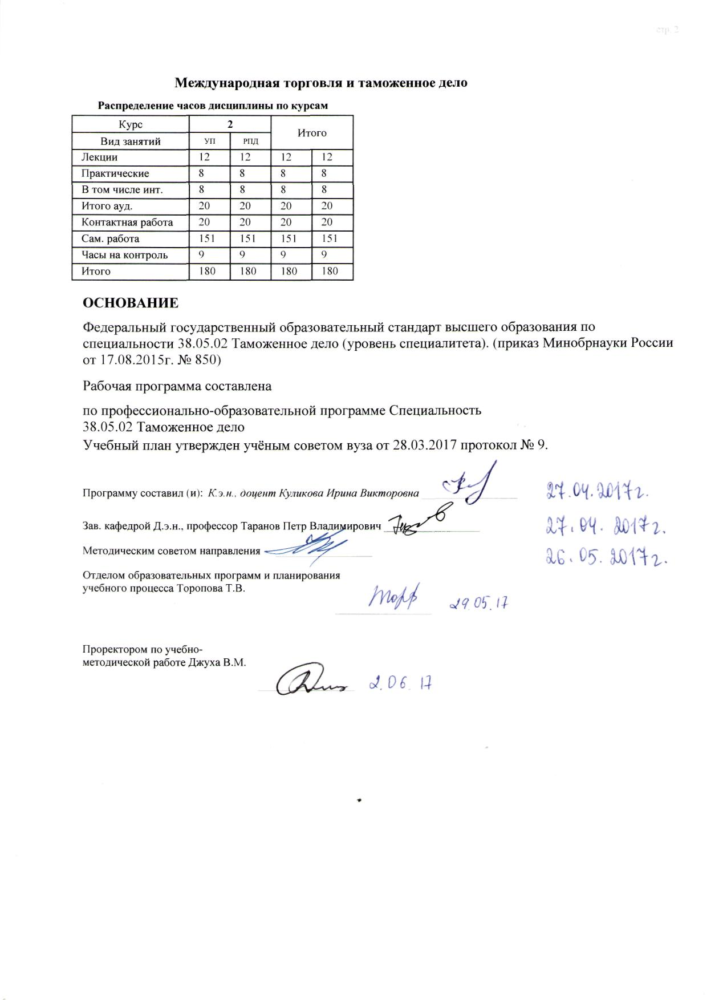 стр. 2
Международная торговля и таможенное дело
Распределение часов дисциплины по курсам
Курс 2 Итого
Вид занятий УП РПД
Лекции 12 12 12 12
Практические 8 8 8 8
В том числе инт. 8 8 8 8
Итого ауд. 20 20 20 20
Контактная работа 20 20 20 20
Сам. работа 151 151 151 151
Часы на контроль 9 9 9 9
Итого 180 180 180 180
ОСНОВАНИЕ
Федеральный государственный образовательный стандарт высшего образования по
специальности 38.05.02 Таможенное дело (уровень специалитета). (приказ Минобрнауки России
от 17.08.2015г. № 850)
Рабочая программа составлена
по профессионально-образовательной программе Специальность
38.05.02 Таможенное дело
Учебный план утвержден учёным советом вуза от 28.03.2017 протокол № 9.
Программу составил (и): К.э.н., доцент Куликова Ирина Викторовна 27.04.2017г.
Зав. кафедрой Д.э.н., профессор Таранов Петр Владимирович 27.04.2017г.
Методическим советом направления 26.05.2017г.
Отделом образовательных программ и планирования
учебного процесса Торопова Т.В.
29.05.17
Проректором по учебно-
методической работе Джуха В.М.
2.06.17